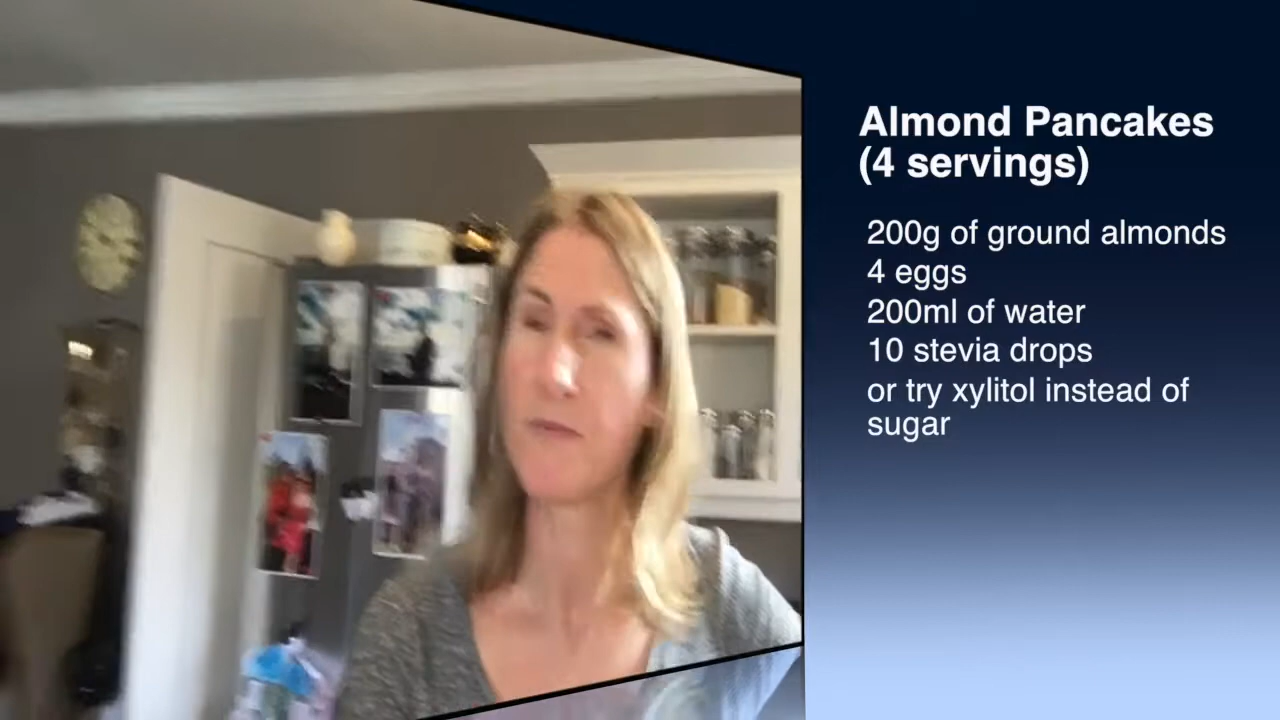 Almond Pancakes
(4 servings)
200g of ground almonds
4 eggs
200ml of water
10 stevia drops
or try xylitol instead of
sugar